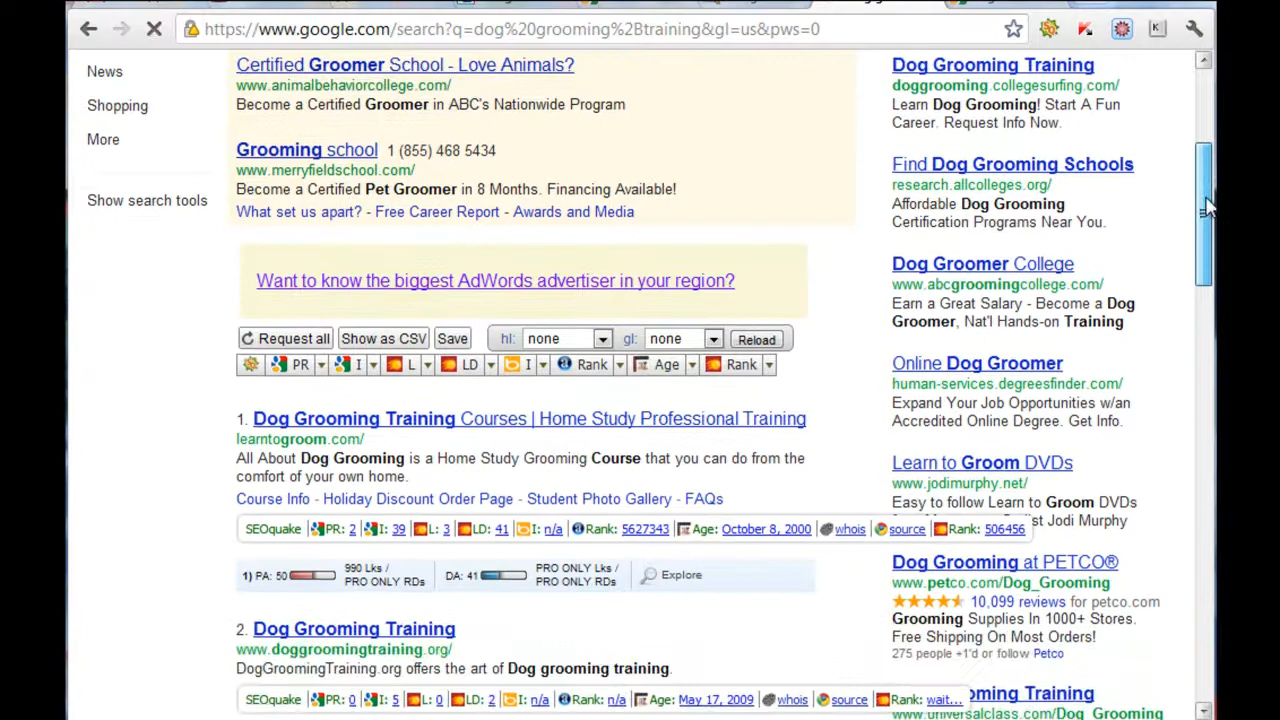 https://www.google.com/search?q=dog%20grooming%2Btraining&gl=us&pws=0
News
Shopping
More
Show search tools
Certified Groomer School - Love Animals?
www.animalbehaviorcollege.com/
Become a Certified Groomer in ABC's Nationwide Program
Grooming school 1 (855) 468 5434
www.merryfieldschool.com/
Become a Certified Pet Groomer in 8 Months. Financing Available!
What set us apart? - Free Career Report - Awards and Media
Want to know the biggest AdWords advertiser in your region?
Request all Show as CSV Save hl: none gl: none Reload
PR I L LD I Rank Age Rank
1. Dog Grooming Training Courses | Home Study Professional Training
learntogroom.com/
All About Dog Grooming is a Home Study Grooming Course that you can do from the
comfort of your own home.
Course Info - Holiday Discount Order Page - Student Photo Gallery - FAQs
SEOquake PR: 2 I: 39 L: 3 LD: 41 I: n/a Rank: 5627343 Age: October 8, 2000 whois source Rank: 506456
1) PA: 50 990 Lks / PRO ONLY RDs DA: 41 PRO ONLY Lks / PRO ONLY RDs Explore
2. Dog Grooming Training
www.doggroomingtraining.org/
DogGroomingTraining.org offers the art of Dog grooming training.
SEOquake PR: 0 I: 5 L: 0 LD: 2 I: n/a Rank: n/a Age: May 17, 2009 whois source Rank: wait...
Dog Grooming Training
doggrooming.collegesurfing.com/
Learn Dog Grooming! Start A Fun
Career. Request Info Now.
Find Dog Grooming Schools
research.allcolleges.org/
Affordable Dog Grooming
Certification Programs Near You.
Dog Groomer College
www.abcgroomingcollege.com/
Earn a Great Salary - Become a Dog
Groomer, Nat'l Hands-on Training
Online Dog Groomer
human-services.degreesfinder.com/
Expand Your Job Opportunities w/an
Accredited Online Degree. Get Info.
Learn to Groom DVDs
www.jodimurphy.net/
Easy to follow Learn to Groom DVDs
Jodi Murphy
Dog Grooming at PETCO®
www.petco.com/Dog_Grooming
10,099 reviews for petco.com
Grooming Supplies In 1000+ Stores.
Free Shipping On Most Orders!
275 people +1'd or follow Petco
Training
www.universalclass.com/Dog_Grooming